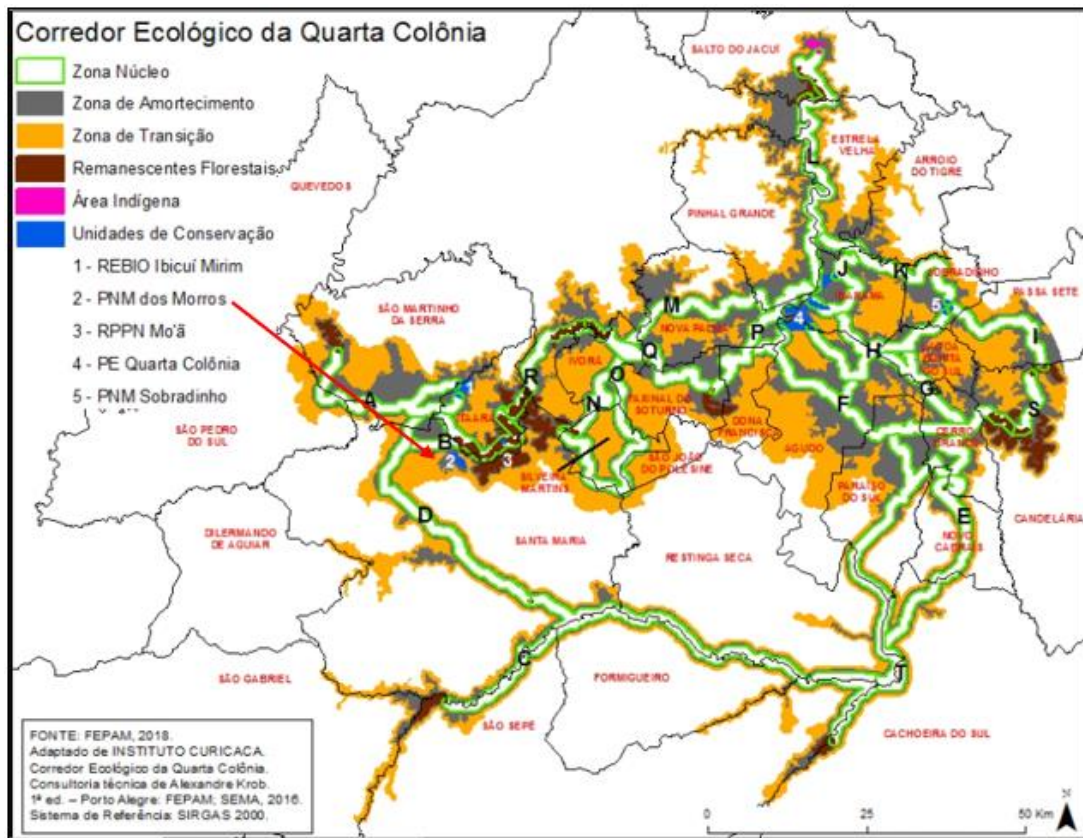 Corredor Ecológico da Quarta Colônia
Zona Núcleo
Zona de Amortecimento
Zona de Transição
Remanescentes Florestais
Área Indígena
Unidades de Conservação
1 - REBIO Ibicuí Mirim
2 - PNM dos Morros
3 - RPPN Mo'ã
4 - PE Quarta Colônia
5 - PNM Sobradinho
SALTO DO JACUÍ
ESTRELA
VELHA
L
ARROIO
DO TIGRE
QUEVEDOS
PINHAL GRANDE
J
K
PASSA SETE
SÃO MARTINHO
DA SERRA
M
IBARAMA
4
5
NOVA PALMA
P
I
IVORÁ
Q
H
LAGOA
BONITA
DO SUL
R
O
G
A
N
F
S
SÃO PEDRO
DO SUL
B
2
3
DONA
FRANCISCA
CERRO
BRANCO
AGUDO
SILVEIRA
MARTINS
SÃO JOÃO
DO POLÊSINE
PARAÍSO
DO SUL
CANDELÁRIA
D
E
DILERMANDO
DE AGUIAR
SANTA MARIA
RESTINGA SECA
NOVO
CABRAIS
C
T
SÃO GABRIEL
FORMIGUEIRO
SÃO SEPÉ
CACHOEIRA DO SUL
FONTE: FEPAM, 2018.
Adaptado de INSTITUTO CURICACA.
Corredor Ecológico da Quarta Colônia.
Consultoria técnica de Alexandre Krob.
1ª ed. – Porto Alegre: FEPAM; SEMA, 2016.
Sistema de Referência: SIRGAS 2000.
0 25 50 Km